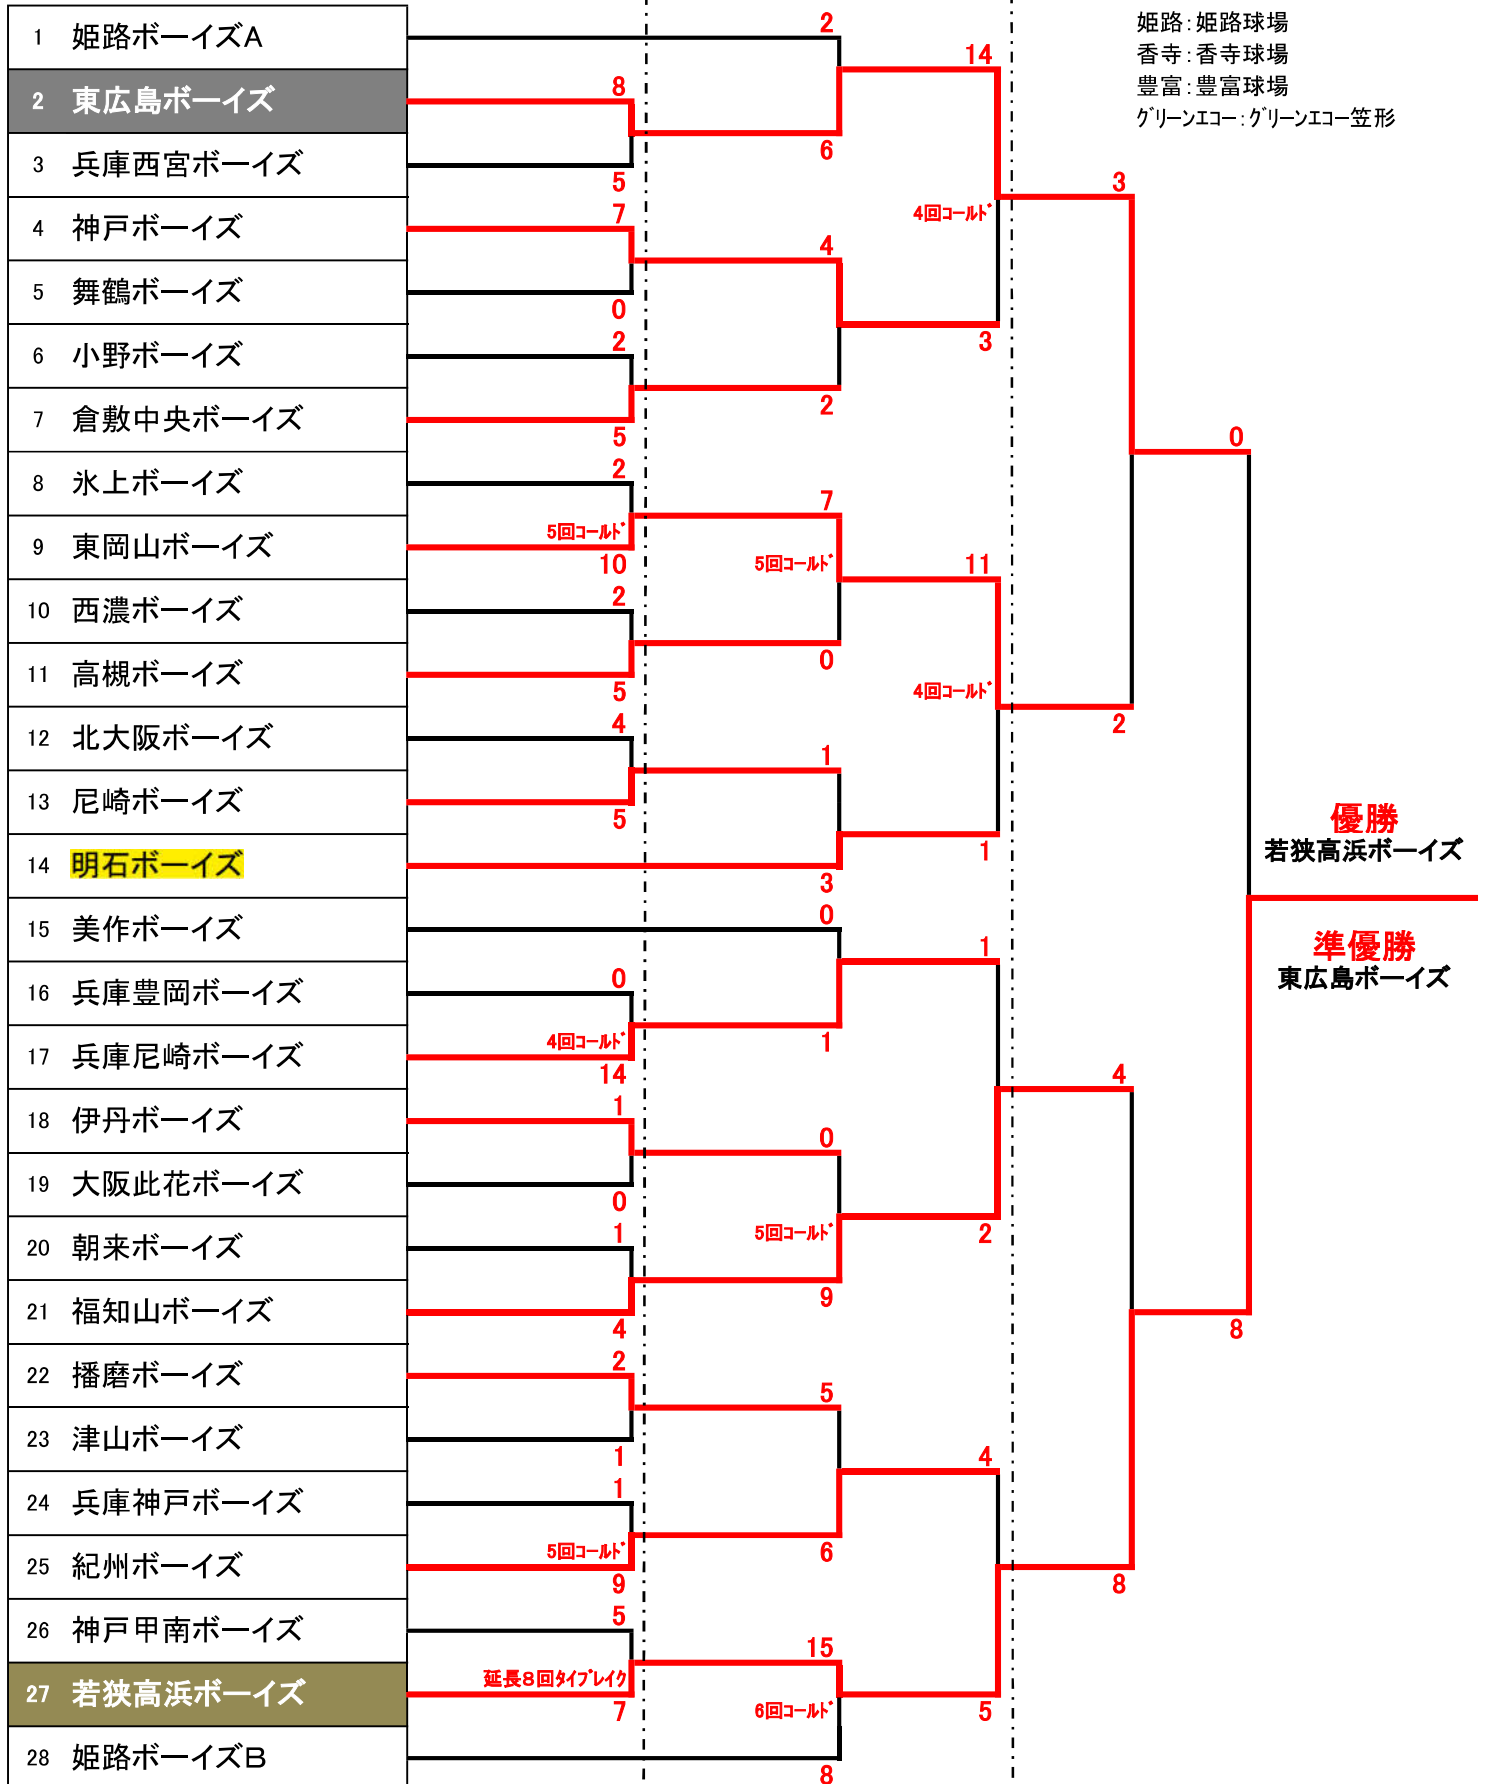 1 姫路ボーイズA
2 東広島ボーイズ
3 兵庫西宮ボーイズ
4 神戸ボーイズ
5 舞鶴ボーイズ
6 小野ボーイズ
7 倉敷中央ボーイズ
8 氷上ボーイズ
9 東岡山ボーイズ
10 西濃ボーイズ
11 高槻ボーイズ
12 北大阪ボーイズ
13 尼崎ボーイズ
14 明石ボーイズ
15 美作ボーイズ
16 兵庫豊岡ボーイズ
17 兵庫尼崎ボーイズ
18 伊丹ボーイズ
19 大阪此花ボーイズ
20 朝来ボーイズ
21 福知山ボーイズ
22 播磨ボーイズ
23 津山ボーイズ
24 兵庫神戸ボーイズ
25 紀州ボーイズ
26 神戸甲南ボーイズ
27 若狭高浜ボーイズ
28 姫路ボーイズB
8
5
7
0
2
5
2
5回ｺｰﾙﾄﾞ
10
2
5
4
5
0
4回ｺｰﾙﾄﾞ
14
1
0
1
4
2
1
1
5回ｺｰﾙﾄﾞ
9
5
延長8回ﾀｲﾌﾞﾚｲｸ
7
2
6
4
2
7
5回ｺｰﾙﾄﾞ
0
1
3
0
1
0
5回ｺｰﾙﾄﾞ
9
5
6
15
6回ｺｰﾙﾄﾞ
8
14
4回ｺｰﾙﾄﾞ
3
11
4回ｺｰﾙﾄﾞ
1
1
2
4
5
3
2
4
8
0
8
姫路：姫路球場
香寺：香寺球場
豊富：豊富球場
ｸﾞﾘｰﾝｴｺｰ：ｸﾞﾘｰﾝｴｺｰ笠形
優勝
若狭高浜ボーイズ
準優勝
東広島ボーイズ